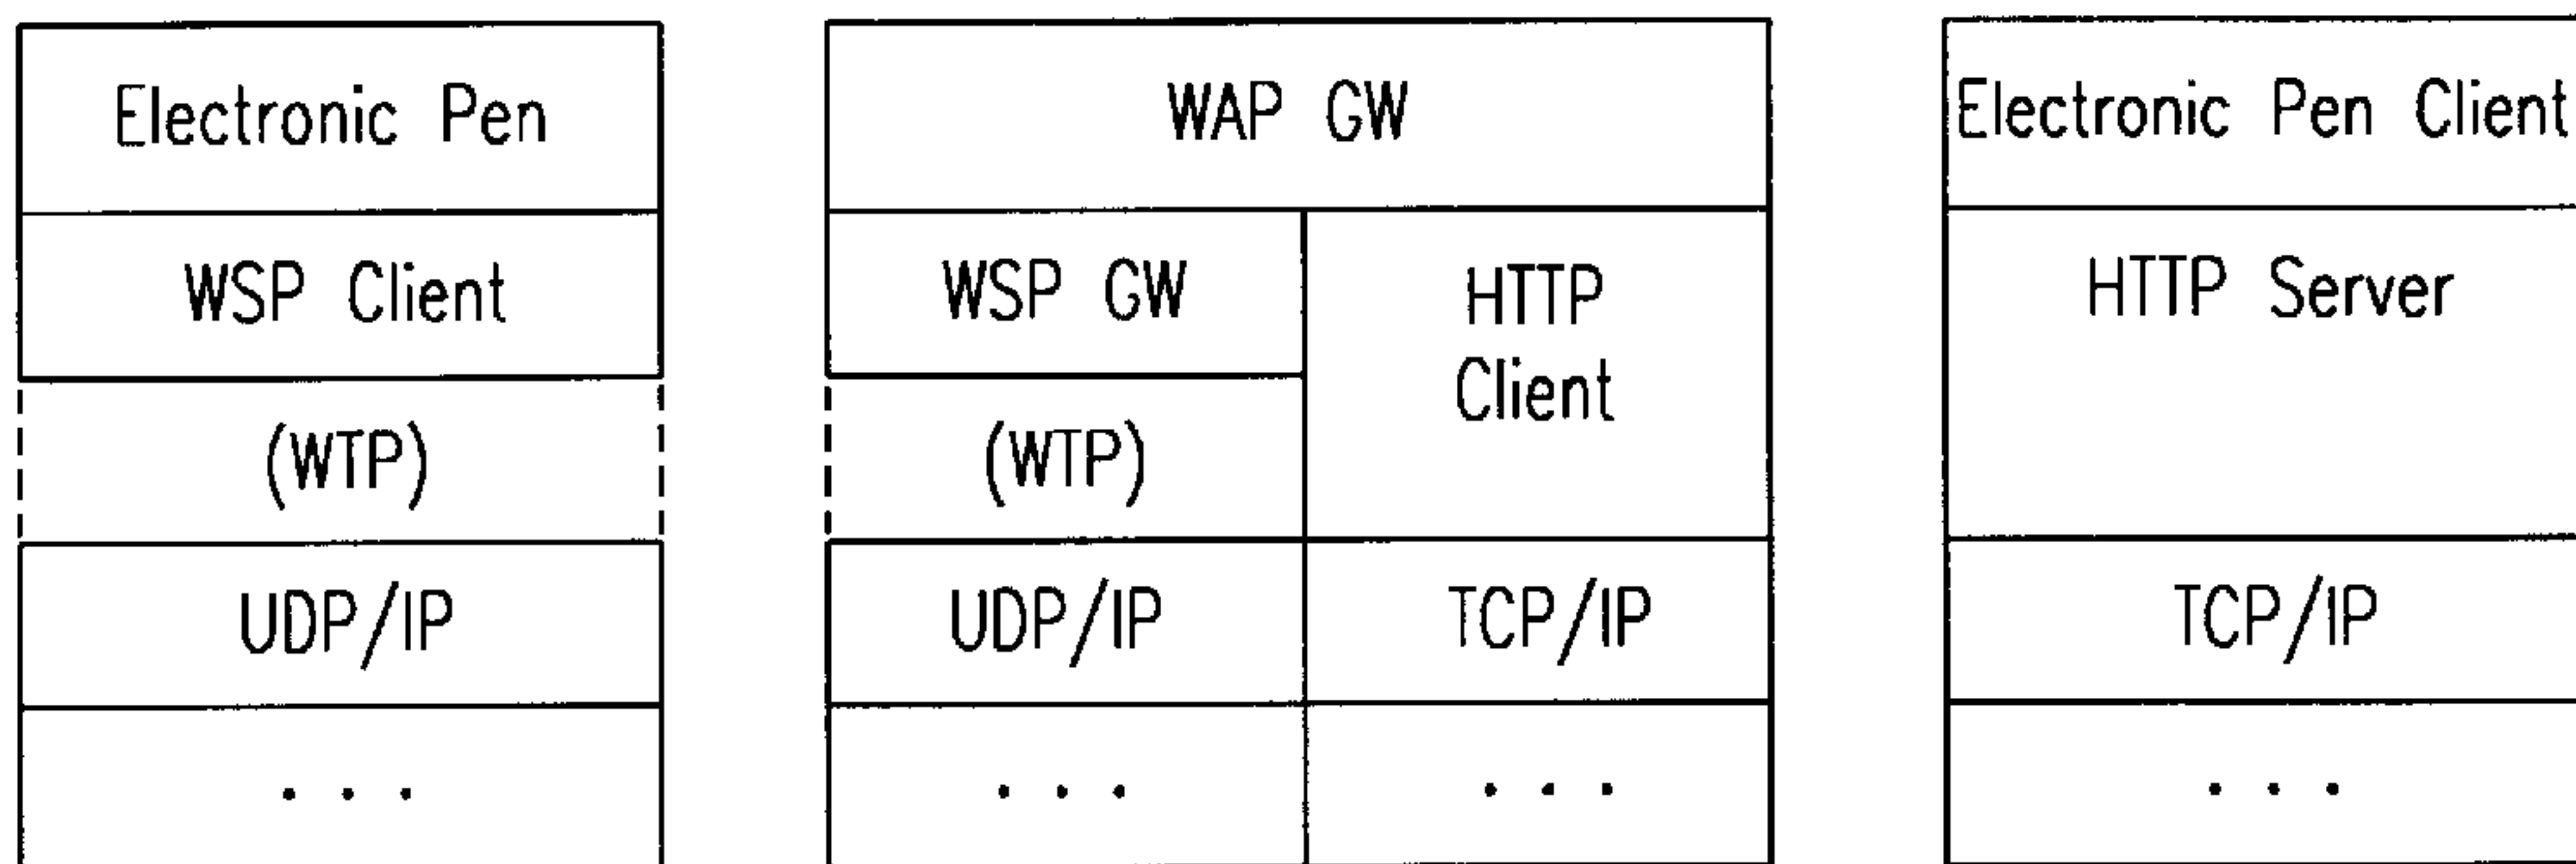 Electronic Pen
WSP Client
(WTP)
UDP/IP
. . .
WAP GW
WSP GW
(WTP)
UDP/IP
. . .
HTTP
Client
TCP/IP
. . .
Electronic Pen Client
HTTP Server
TCP/IP
. . .